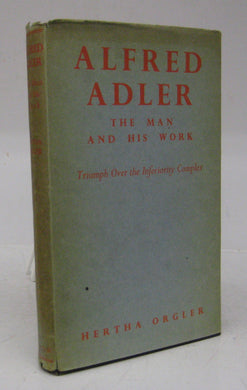 ALFRED
ADLER
THE MAN
AND HIS WORK
Triumph Over the Inferiority Complex
HERTHA ORGLER